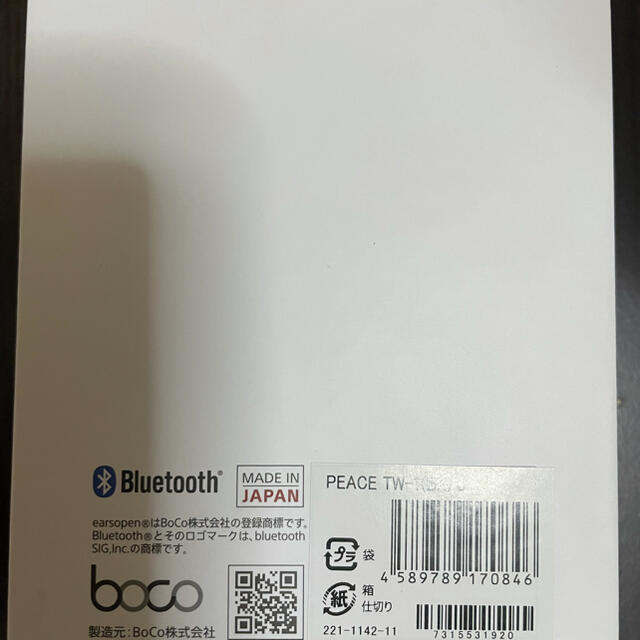 Bluetooth®
MADE IN
JAPAN
earsopen®はBoCo株式会社の登録商標です。
Bluetooth®とそのロゴマークは、bluetooth
SIG,Inc.の商標です。
boco
製造元:BoCo株式会社
PEACE
プラ 袋
紙 箱
仕切り
221-1142-11
4 589789 170846
7315531920